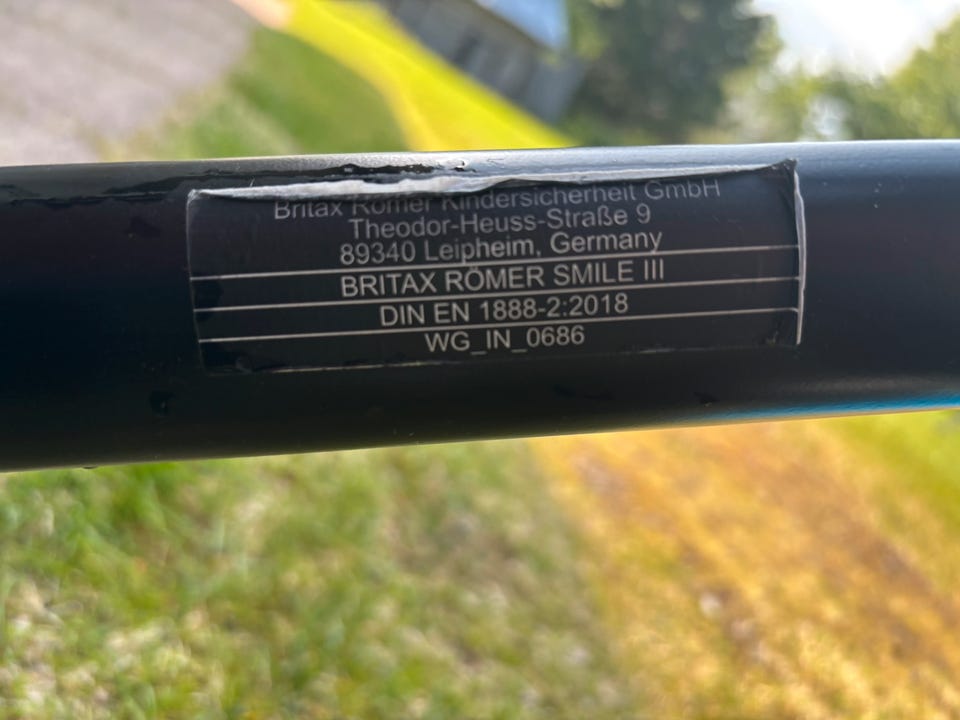 Britax Römer Kindersicherheit GmbH
Theodor-Heuss-Straße 9
89340 Leipheim, Germany
BRITAX RÖMER SMILE III
DIN EN 1888-2:2018
WG_IN_0686